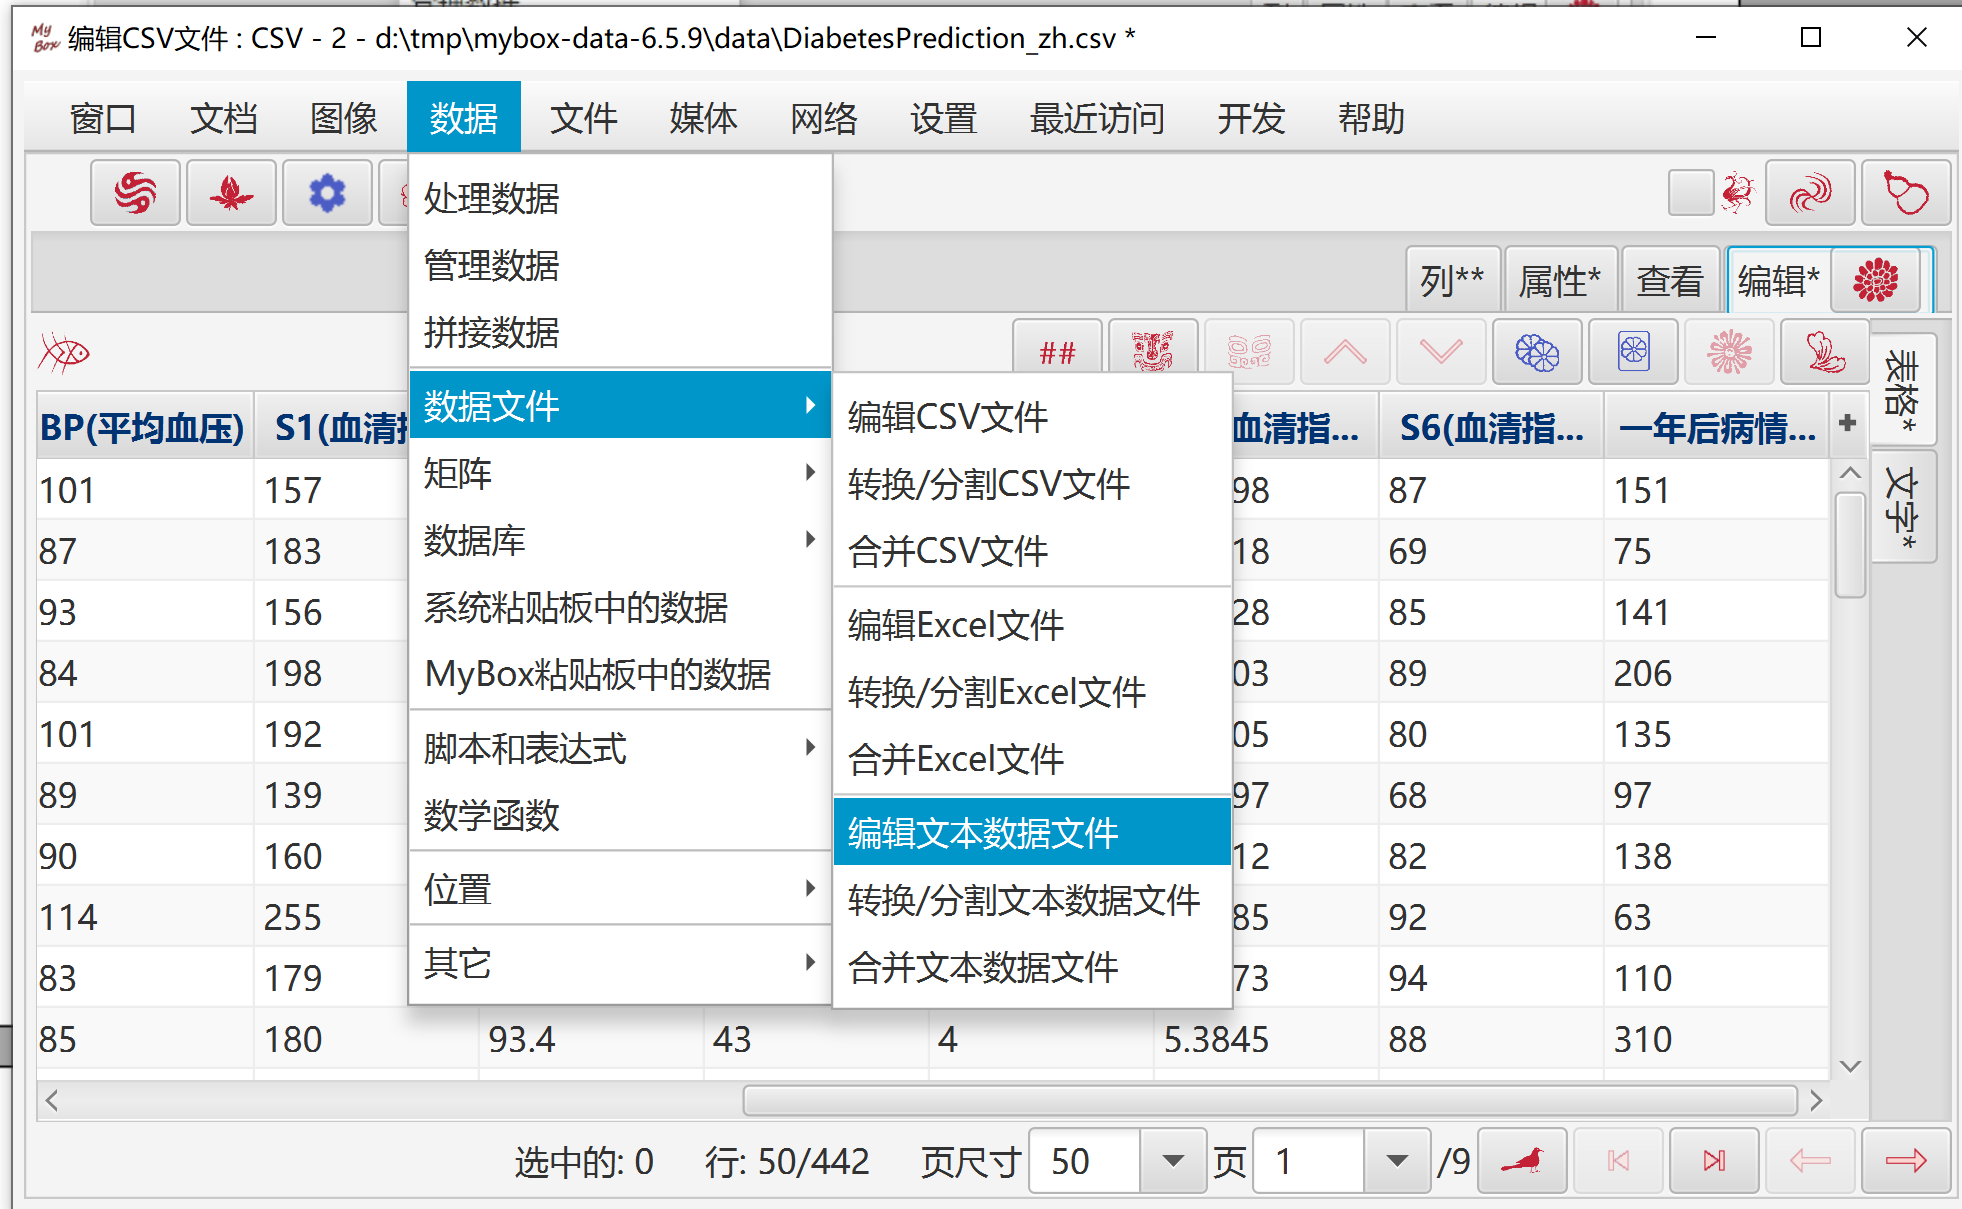 My Box 编辑CSV文件 : CSV - 2 - d:\tmp\mybox-data-6.5.9\data\DiabetesPrediction_zh.csv *
窗口 文档 图像 数据 文件 媒体 网络 设置 最近访问 开发 帮助
列** 属性* 查看 编辑*
##
表格*
文字*
处理数据
管理数据
拼接数据
数据文件
矩阵
数据库
系统粘贴板中的数据
MyBox粘贴板中的数据
脚本和表达式
数学函数
位置
其它
编辑CSV文件
转换/分割CSV文件
合并CSV文件
编辑Excel文件
转换/分割Excel文件
合并Excel文件
编辑文本数据文件
转换/分割文本数据文件
合并文本数据文件
BP(平均血压) S1(血清指 血清指... S6(血清指... 一年后病情... +
101 157 98 87 151
87 183 18 69 75
93 156 28 85 141
84 198 03 89 206
101 192 05 80 135
89 139 97 68 97
90 160 12 82 138
114 255 85 92 63
83 179 73 94 110
85 180 93.4 43 4 5.3845 88 310
选中的: 0 行: 50/442 页尺寸 50 页 1 /9